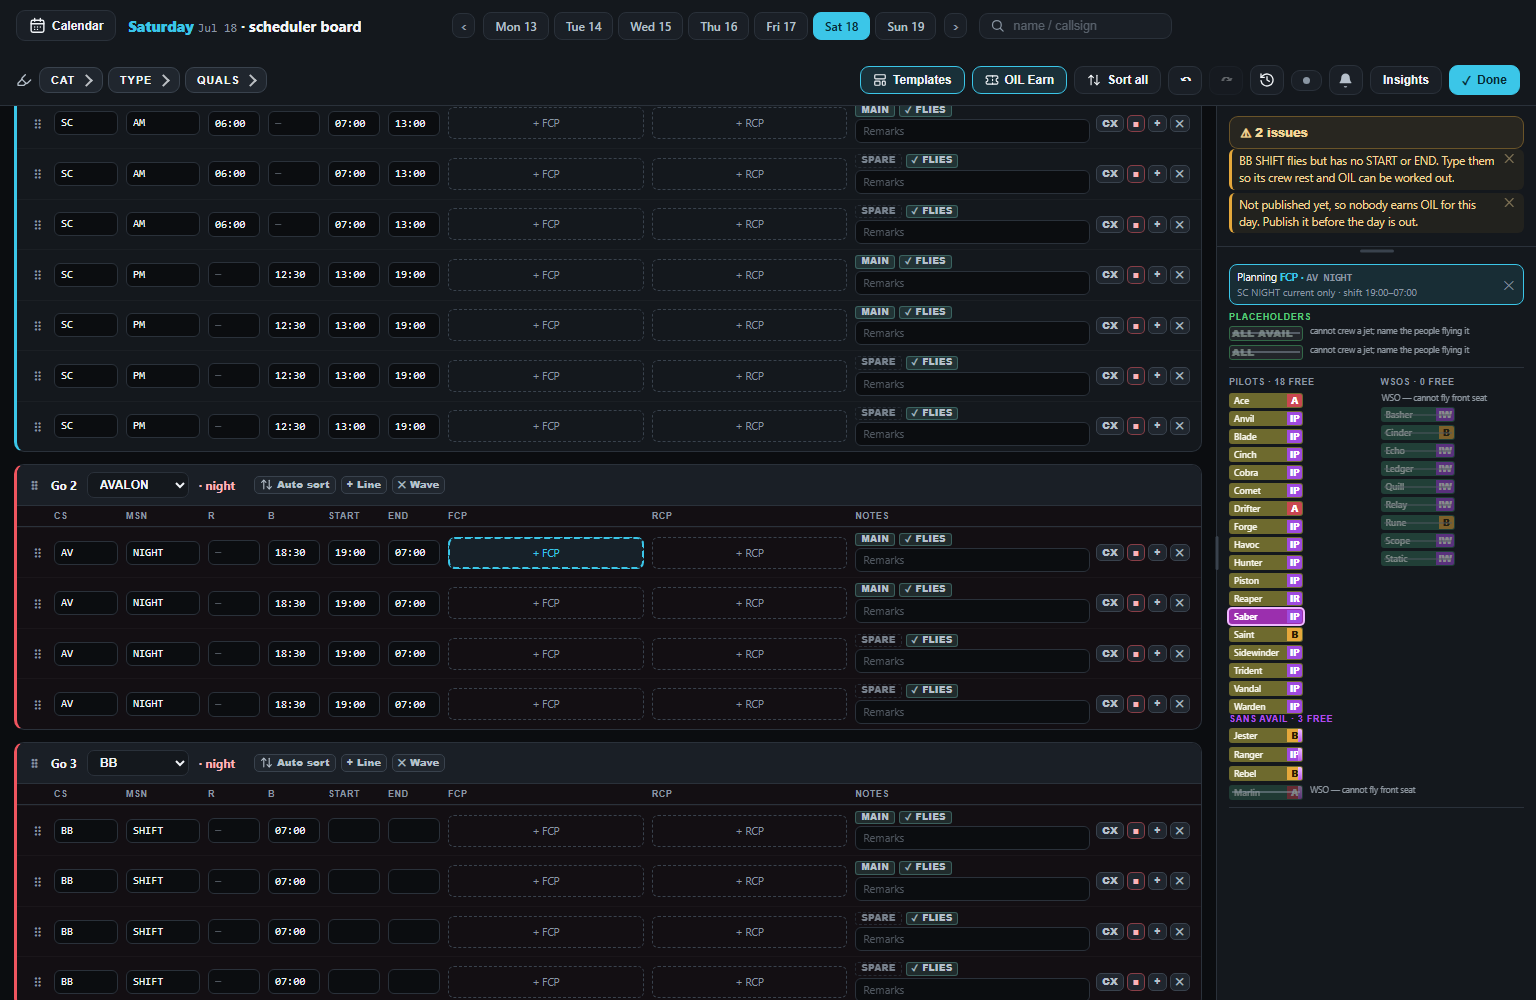 Calendar
Saturday Jul 18 · scheduler board
‹ Mon 13 Tue 14 Wed 15 Thu 16 Fri 17 Sat 18 Sun 19 ›
name / callsign
CAT TYPE QUALS
Templates OIL Earn Sort all Insights ✓ Done
SC AM 06:00 — 07:00 13:00 + FCP + RCP MAIN ✓ FLIES Remarks CX + ✕
SC AM 06:00 — 07:00 13:00 + FCP + RCP SPARE ✓ FLIES Remarks CX + ✕
SC AM 06:00 — 07:00 13:00 + FCP + RCP SPARE ✓ FLIES Remarks CX + ✕
SC PM — 12:30 13:00 19:00 + FCP + RCP MAIN ✓ FLIES Remarks CX + ✕
SC PM — 12:30 13:00 19:00 + FCP + RCP MAIN ✓ FLIES Remarks CX + ✕
SC PM — 12:30 13:00 19:00 + FCP + RCP SPARE ✓ FLIES Remarks CX + ✕
SC PM — 12:30 13:00 19:00 + FCP + RCP SPARE ✓ FLIES Remarks CX + ✕
Go 2 AVALON · night Auto sort + Line ✕ Wave
CS MSN R B START END FCP RCP NOTES
AV NIGHT — 18:30 19:00 07:00 + FCP + RCP MAIN ✓ FLIES Remarks CX + ✕
AV NIGHT — 18:30 19:00 07:00 + FCP + RCP MAIN ✓ FLIES Remarks CX + ✕
AV NIGHT — 18:30 19:00 07:00 + FCP + RCP SPARE ✓ FLIES Remarks CX + ✕
AV NIGHT — 18:30 19:00 07:00 + FCP + RCP SPARE ✓ FLIES Remarks CX + ✕
Go 3 BB · night Auto sort + Line ✕ Wave
CS MSN R B START END FCP RCP NOTES
BB SHIFT — 07:00 + FCP + RCP MAIN ✓ FLIES Remarks CX + ✕
BB SHIFT — 07:00 + FCP + RCP MAIN ✓ FLIES Remarks CX + ✕
BB SHIFT — 07:00 + FCP + RCP SPARE ✓ FLIES Remarks CX + ✕
BB SHIFT — 07:00 + FCP + RCP SPARE ✓ FLIES Remarks CX + ✕
⚠ 2 issues
BB SHIFT flies but has no START or END. Type them
so its crew rest and OIL can be worked out.
Not published yet, so nobody earns OIL for this
day. Publish it before the day is out.
Planning FCP · AV NIGHT
SC NIGHT current only · shift 19:00–07:00
PLACEHOLDERS
ALL AVAIL cannot crew a jet; name the people flying it
ALL cannot crew a jet; name the people flying it
PILOTS · 18 FREE
Ace A
Anvil IP
Blade IP
Cinch IP
Cobra IP
Comet IP
Drifter A
Forge IP
Havoc IP
Hunter IP
Piston IP
Reaper IR
Saber IP
Saint B
Sidewinder IP
Trident IP
Vandal IP
Warden IP
WSOS · 0 FREE
WSO — cannot fly front seat
Basher IW
Cinder B
Echo IW
Ledger IW
Quill IW
Relay IW
Rune B
Scope IW
Static IW
SANS AVAIL · 3 FREE
Jester B
Ranger IP
Rebel B
Marlin A WSO — cannot fly front seat